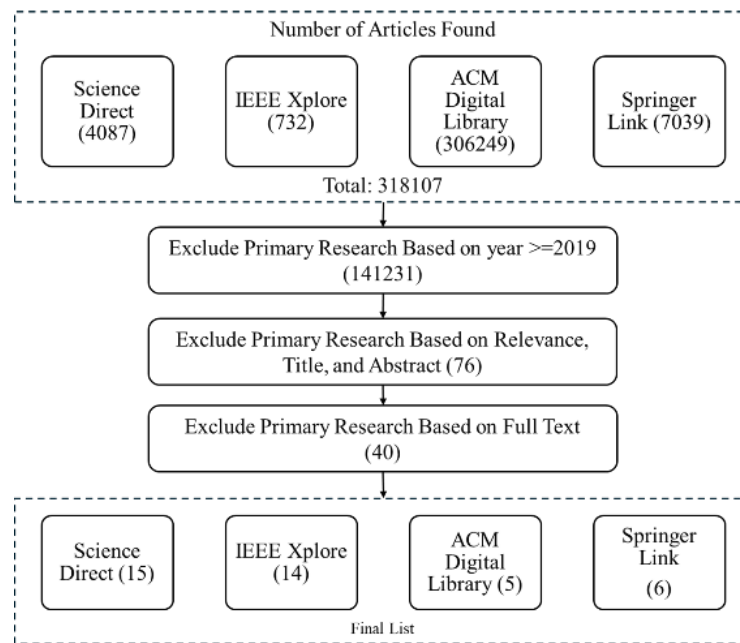 Number of Articles Found
Science
Direct
(4087)
IEEE Xplore
(732)
ACM
Digital
Library
(306249)
Springer
Link (7039)
Total: 318107
Exclude Primary Research Based on year >=2019
(141231)
Exclude Primary Research Based on Relevance,
Title, and Abstract (76)
Exclude Primary Research Based on Full Text
(40)
Science
Direct (15)
IEEE Xplore
(14)
ACM
Digital
Library (5)
Springer
Link
(6)
Final List